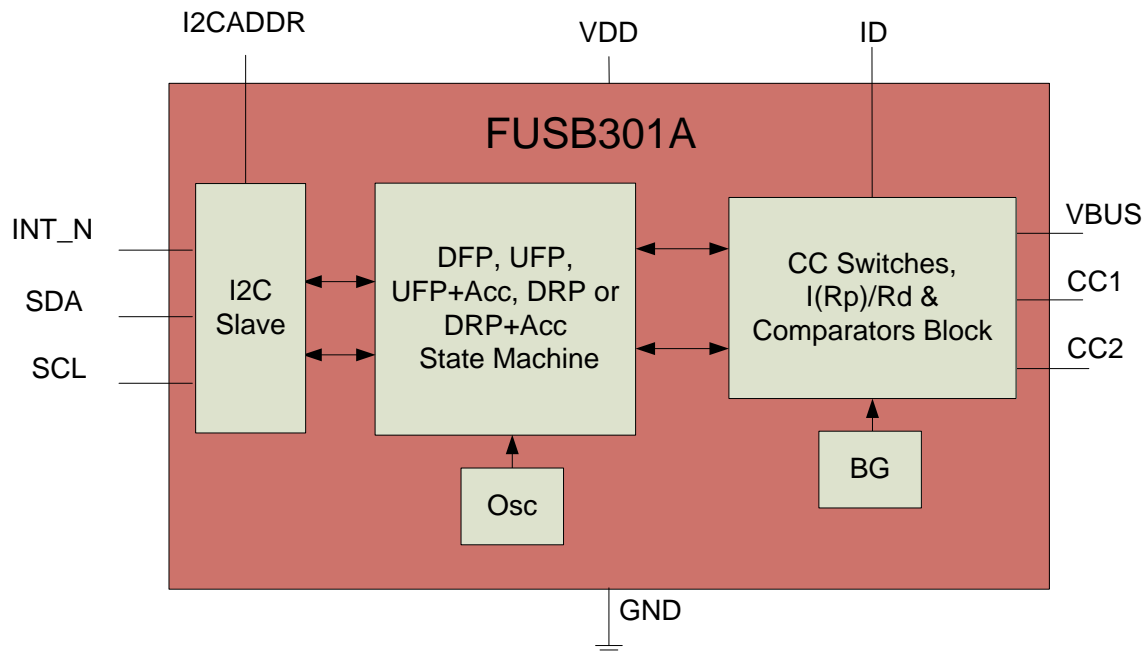 I2CADDR
VDD
ID
FUSB301A
INT_N
SDA
SCL
I2C
Slave
DFP, UFP,
UFP+Acc, DRP or
DRP+Acc
State Machine
CC Switches,
I(Rp)/Rd &
Comparators Block
VBUS
CC1
CC2
Osc
BG
GND